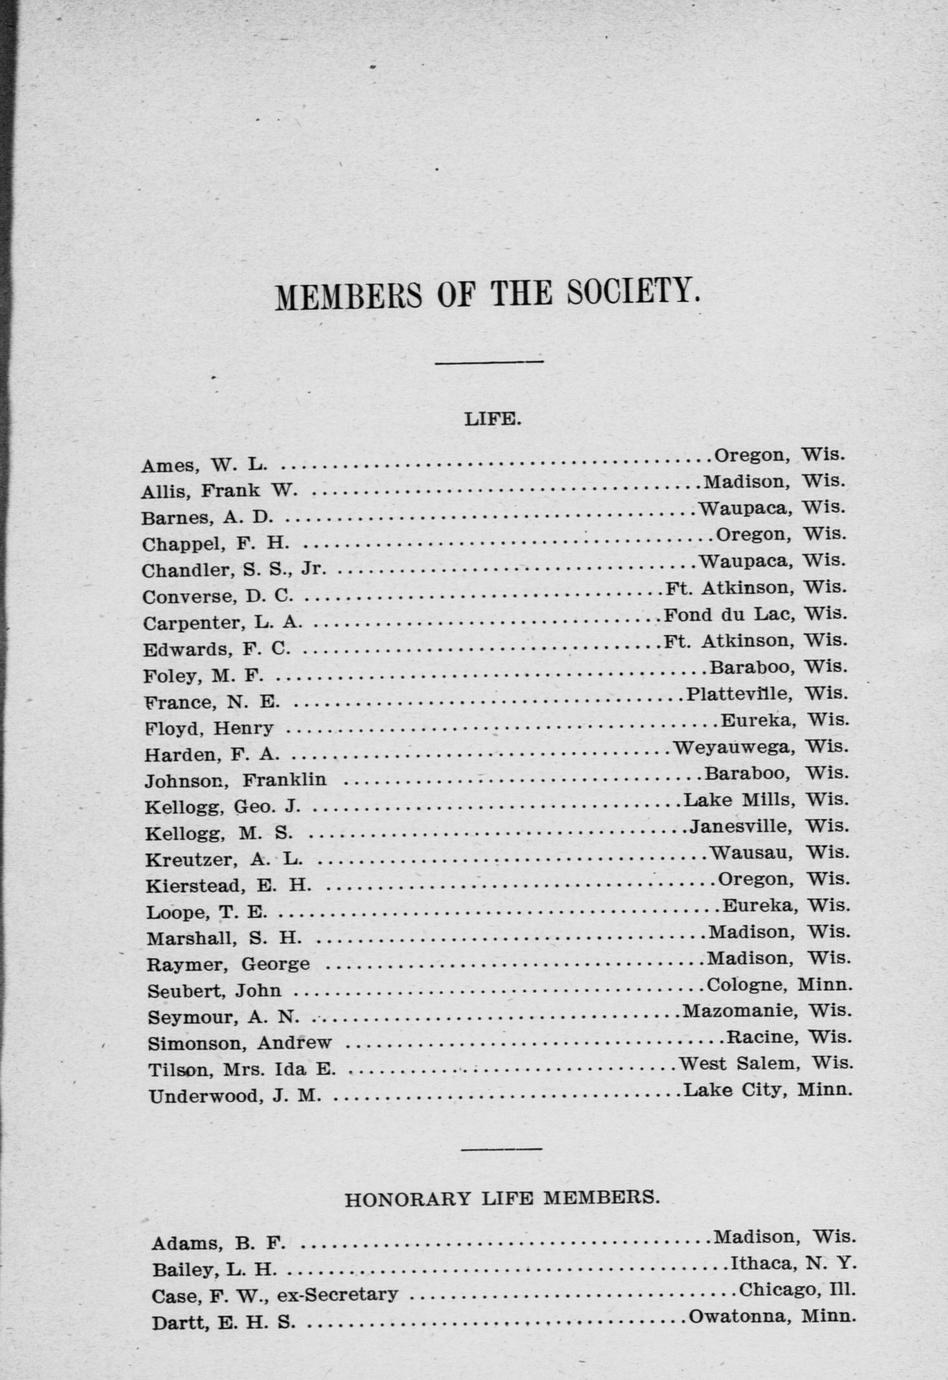 MEMBERS OF THE SOCIETY.
LIFE.
Ames, W. L. ........................................Oregon, Wis.
Allis, Frank W. ....................................Madison, Wis.
Barnes, A. D. ......................................Waupaca, Wis.
Chappel, F. H. .....................................Oregon, Wis.
Chandler, S. S., Jr. ................................Waupaca, Wis.
Converse, D. C. ..................................Ft. Atkinson, Wis.
Carpenter, L. A. .................................Fond du Lac, Wis.
Edwards, F. C. ..................................Ft. Atkinson, Wis.
Foley, M. F. ........................................Baraboo, Wis.
France, N. E. .....................................Platteville, Wis.
Floyd, Henry ........................................Eureka, Wis.
Harden, F. A. ....................................Weyauwega, Wis.
Johnson, Franklin .................................Baraboo, Wis.
Kellogg, Geo. J. ..................................Lake Mills, Wis.
Kellogg, M. S. ....................................Janesville, Wis.
Kreutzer, A. L. ....................................Wausau, Wis.
Kierstead, E. H. ...................................Oregon, Wis.
Loope, T. E. ........................................Eureka, Wis.
Marshall, S. H. ....................................Madison, Wis.
Raymer, George ...................................Madison, Wis.
Seubert, John ......................................Cologne, Minn.
Seymour, A. N. ..................................Mazomanie, Wis.
Simonson, Andrew ..................................Racine, Wis.
Tilson, Mrs. Ida E. ..............................West Salem, Wis.
Underwood, J. M. ................................Lake City, Minn.
HONORARY LIFE MEMBERS.
Adams, B. F. ......................................Madison, Wis.
Bailey, L. H. .......................................Ithaca, N. Y.
Case, F. W., ex-Secretary ..............................Chicago, Ill.
Dartt, E. H. S. ...................................Owatonna, Minn.